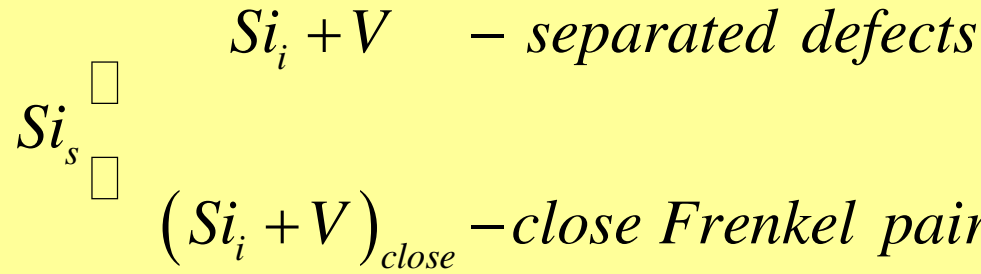 Si_i + V – separated defects
Si_s
(Si_i + V)_close – close Frenkel pair